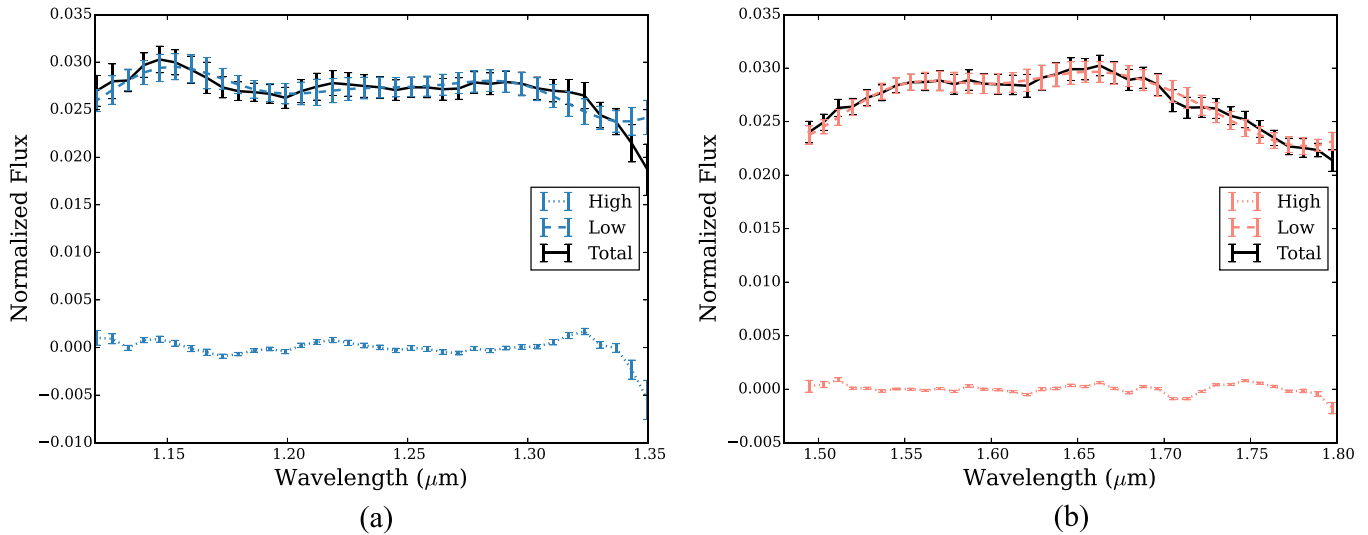 0.035
0.030
0.025
0.020
0.015
0.010
0.005
0.000
−0.005
−0.010
Normalized Flux
High
Low
Total
1.15
1.20
1.25
1.30
1.35
Wavelength (μm)
(a)
0.035
0.030
0.025
0.020
0.015
0.010
0.005
0.000
−0.005
Normalized Flux
High
Low
Total
1.50
1.55
1.60
1.65
1.70
1.75
1.80
Wavelength (μm)
(b)